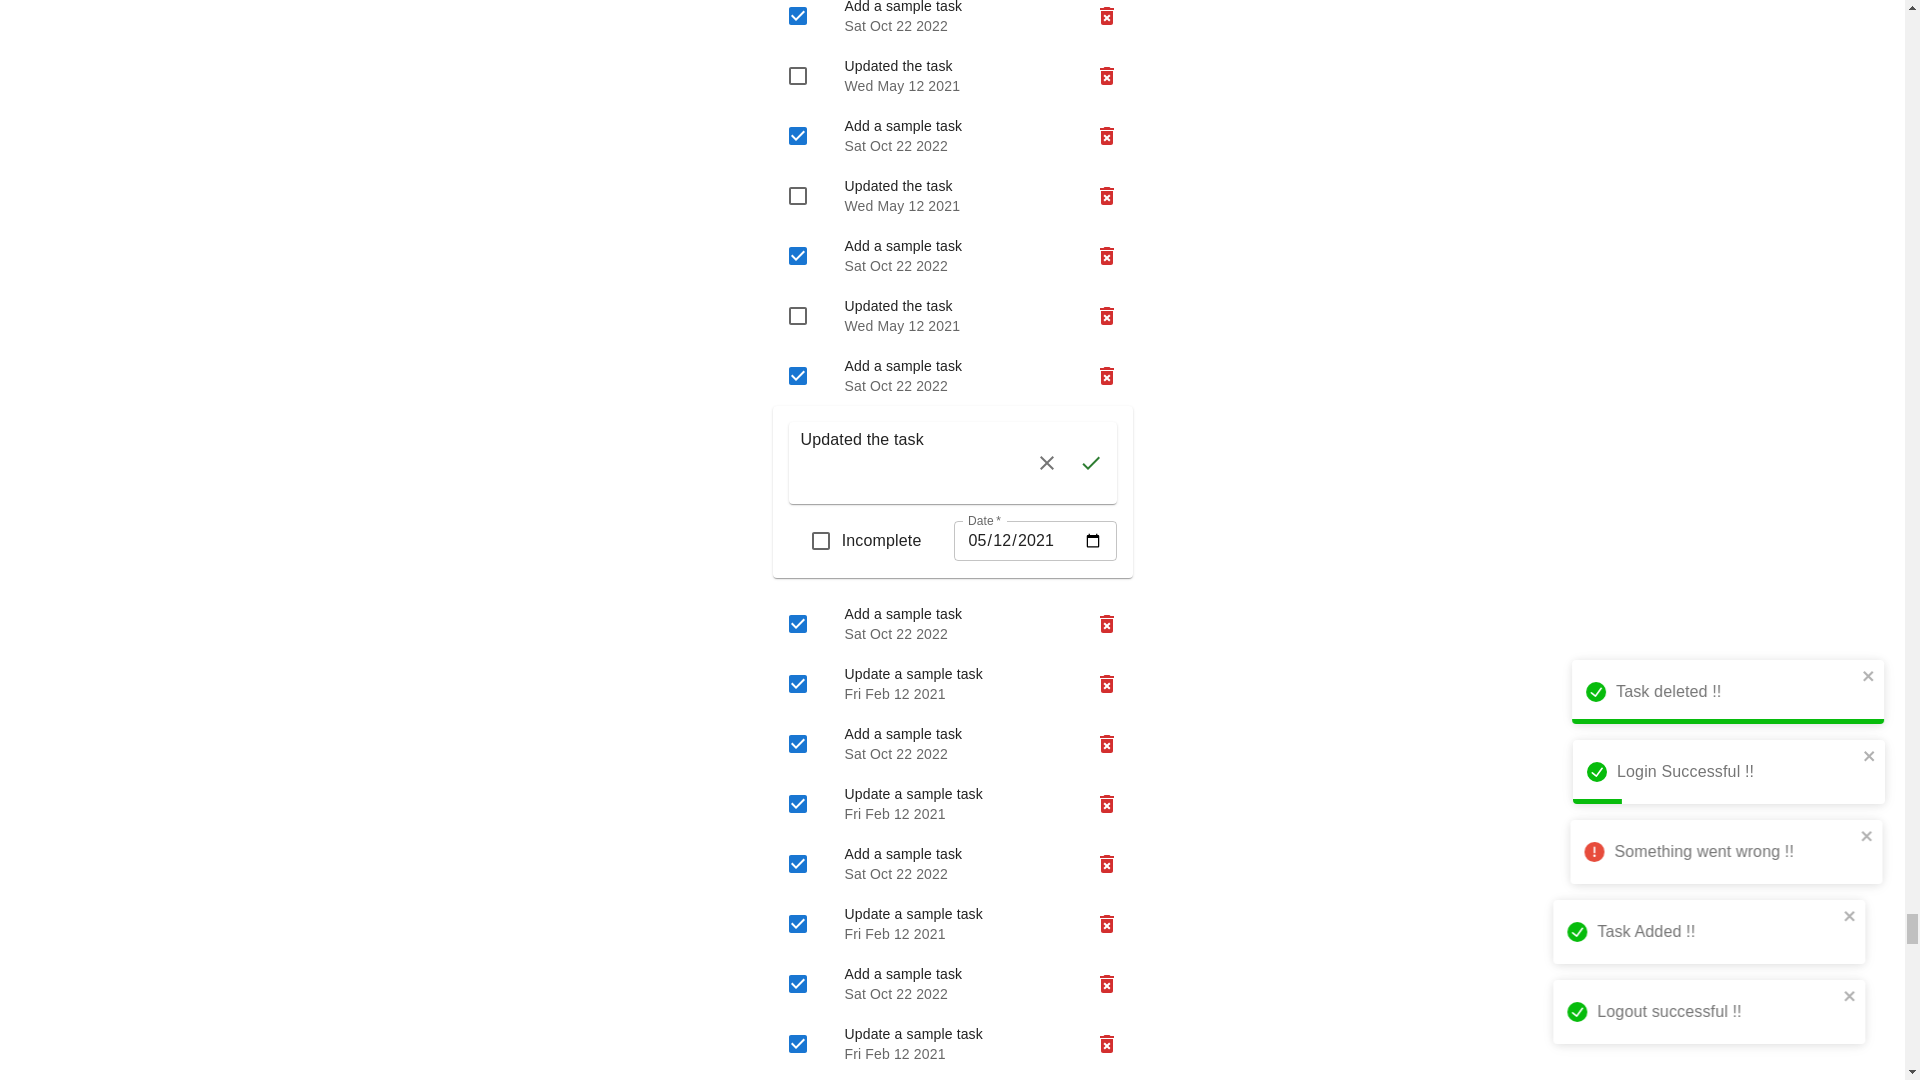 Add a sample task
Sat Oct 22 2022
Updated the task
Wed May 12 2021
Add a sample task
Sat Oct 22 2022
Updated the task
Wed May 12 2021
Add a sample task
Sat Oct 22 2022
Updated the task
Wed May 12 2021
Add a sample task
Sat Oct 22 2022
Updated the task
Incomplete
Date *
05/12/2021
Add a sample task
Sat Oct 22 2022
Update a sample task
Fri Feb 12 2021
Add a sample task
Sat Oct 22 2022
Update a sample task
Fri Feb 12 2021
Add a sample task
Sat Oct 22 2022
Update a sample task
Fri Feb 12 2021
Add a sample task
Sat Oct 22 2022
Update a sample task
Fri Feb 12 2021
Task deleted !!
Login Successful !!
Something went wrong !!
Task Added !!
Logout successful !!